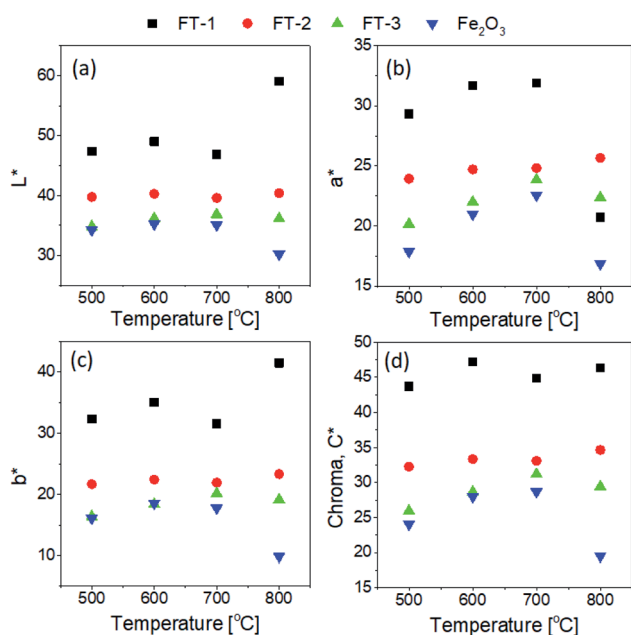 FT-1 FT-2 FT-3 Fe₂O₃
(a)
60
50
40
30
L*
500 600 700 800
Temperature [°C]
(b)
35
30
25
20
15
a*
500 600 700 800
Temperature [°C]
(c)
40
30
20
10
b*
500 600 700 800
Temperature [°C]
(d)
50
45
40
35
30
25
20
15
Chroma, C*
500 600 700 800
Temperature [°C]